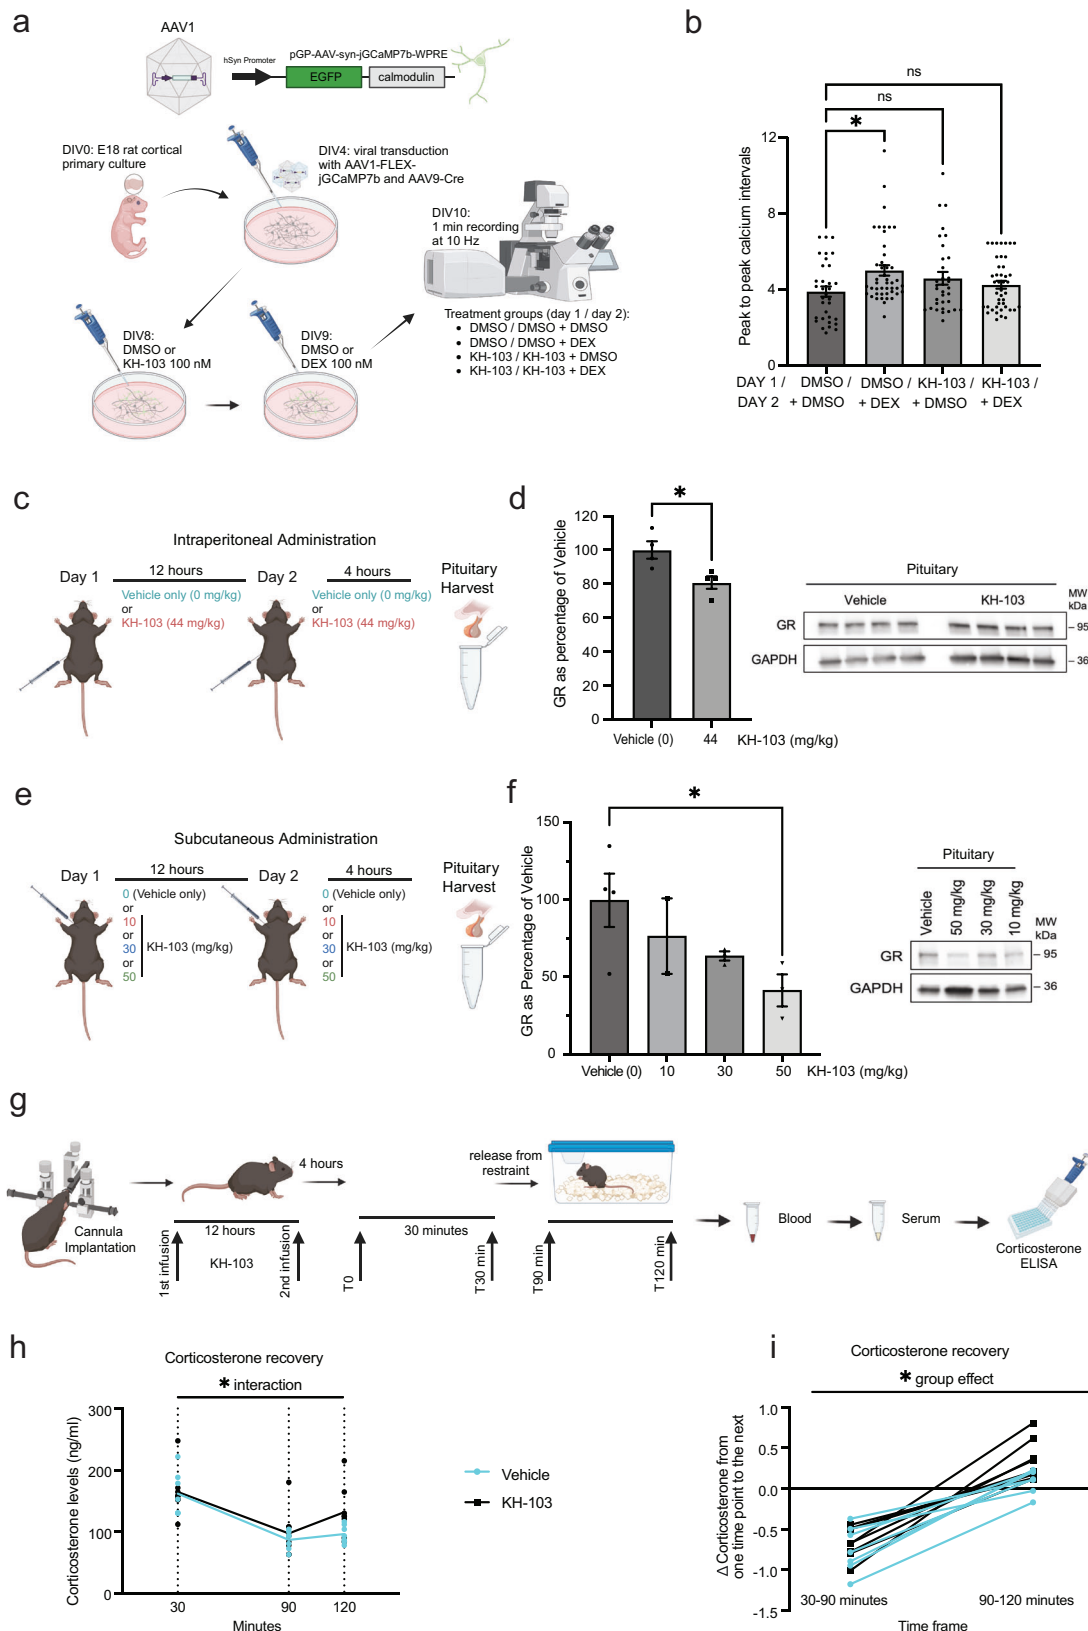 a
AAV1
hSyn Promoter
pGP-AAV-syn-jGCaMP7b-WPRE
EGFP
calmodulin
DIV0: E18 rat cortical
primary culture
DIV4: viral transduction
with AAV1-FLEX-
jGCaMP7b and AAV9-Cre
DIV10:
1 min recording
at 10 Hz
DIV8:
DMSO or
KH-103 100 nM
DIV9:
DMSO or
DEX 100 nM
Treatment groups (day 1 / day 2):
• DMSO / DMSO + DMSO
• DMSO / DMSO + DEX
• KH-103 / KH-103 + DMSO
• KH-103 / KH-103 + DEX
b
ns
ns
*
Peak to peak calcium intervals
12
8
4
0
DAY 1 / DMSO / DMSO / KH-103 / KH-103 /
DAY 2 + DMSO + DEX + DMSO + DEX
c
Intraperitoneal Administration
Day 1
12 hours
Vehicle only (0 mg/kg)
or
KH-103 (44 mg/kg)
Day 2
4 hours
Vehicle only (0 mg/kg)
or
KH-103 (44 mg/kg)
Pituitary
Harvest
d
*
GR as percentage of Vehicle
120
100
80
60
40
20
0
Vehicle (0) 44 KH-103 (mg/kg)
Pituitary
Vehicle KH-103
MW
kDa
GR
– 95
GAPDH
– 36
e
Subcutaneous Administration
Day 1
12 hours
0 (Vehicle only)
or
10
or
30
or
50
KH-103 (mg/kg)
Day 2
4 hours
0 (Vehicle only)
or
10
or
30
or
50
KH-103 (mg/kg)
Pituitary
Harvest
f
*
GR as Percentage of Vehicle
150
100
50
0
Vehicle (0) 10 30 50 KH-103 (mg/kg)
Pituitary
Vehicle
50 mg/kg
30 mg/kg
10 mg/kg
MW
kDa
GR
– 95
GAPDH
– 36
g
Cannula
Implantation
1st infusion
12 hours
KH-103
2nd infusion
4 hours
T0
30 minutes
T30 min
release from
restraint
T90 min
T120 min
Blood
Serum
Corticosterone
ELISA
h
Corticosterone recovery
* interaction
Corticosterone levels (ng/ml)
300
200
100
0
30 90 120
Minutes
Vehicle
KH-103
i
Corticosterone recovery
* group effect
Δ Corticosterone from
one time point to the next
1.0
0.5
0.0
-0.5
-1.0
-1.5
30-90 minutes 90-120 minutes
Time frame